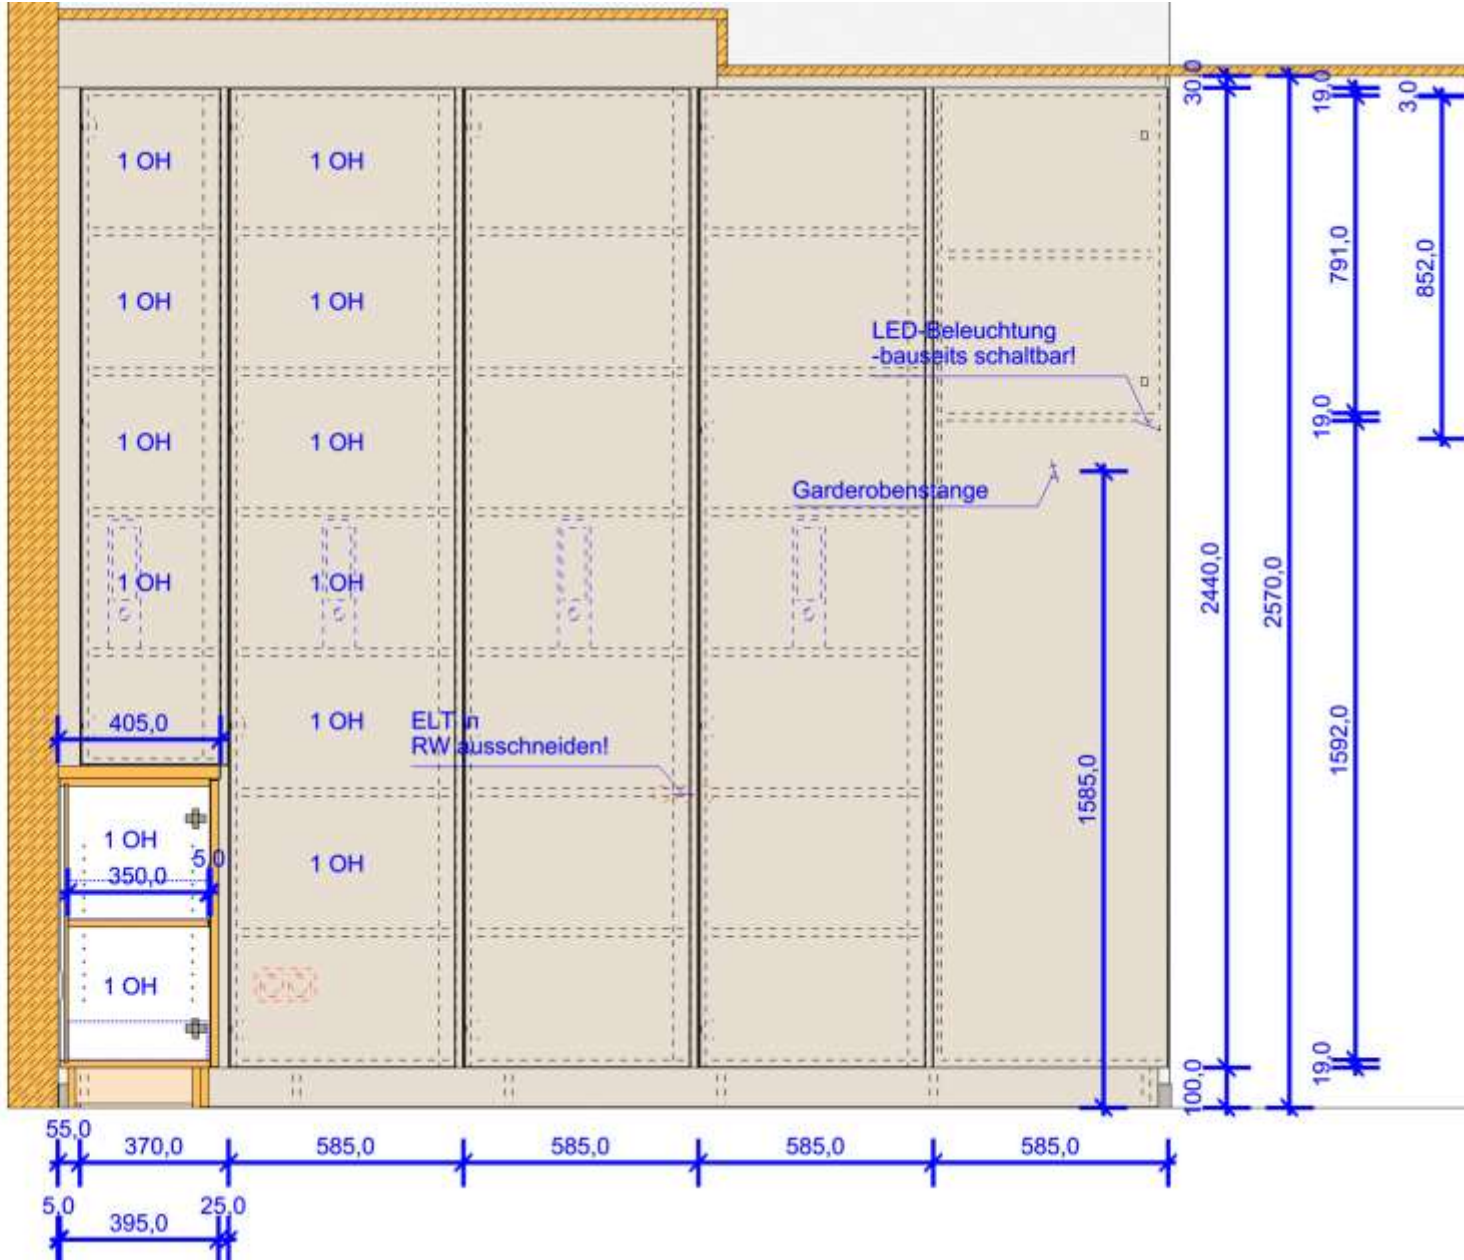 30,0
19,0
3,0
1 OH
1 OH
791,0
852,0
1 OH
1 OH
LED-Beleuchtung
-bauseits schaltbar!
19,0
1 OH
1 OH
Garderobenstange
2440,0
2570,0
1 OH
1 OH
405,0
1 OH
ELT in
RW ausschneiden!
1592,0
1585,0
1 OH
5,0
350,0
1 OH
1 OH
19,0
100,0
55,0
370,0
585,0
585,0
585,0
585,0
5,0
395,0
25,0